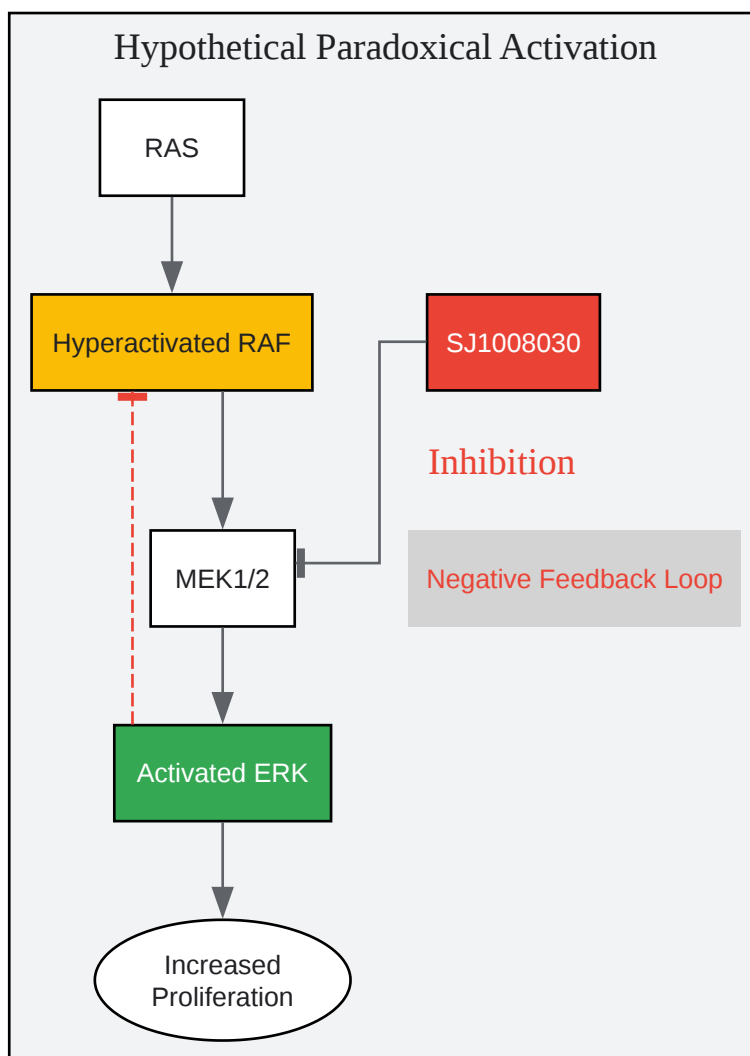 Hypothetical Paradoxical Activation
RAS
Hyperactivated RAF
SJ1008030
Inhibition
MEK1/2
Negative Feedback Loop
Activated ERK
Increased
Proliferation